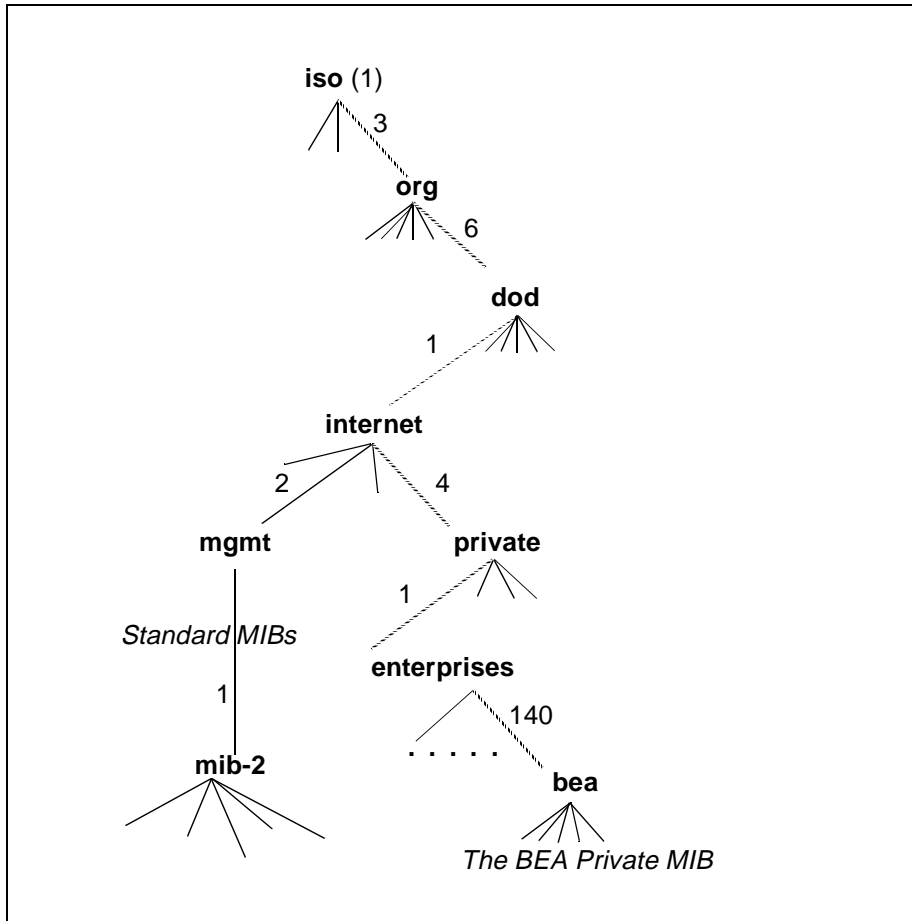 iso (1)
3
org
6
dod
1
internet
2
4
mgmt
private
1
Standard MIBs
enterprises
1
140
. . . . .
mib-2
bea
The BEA Private MIB